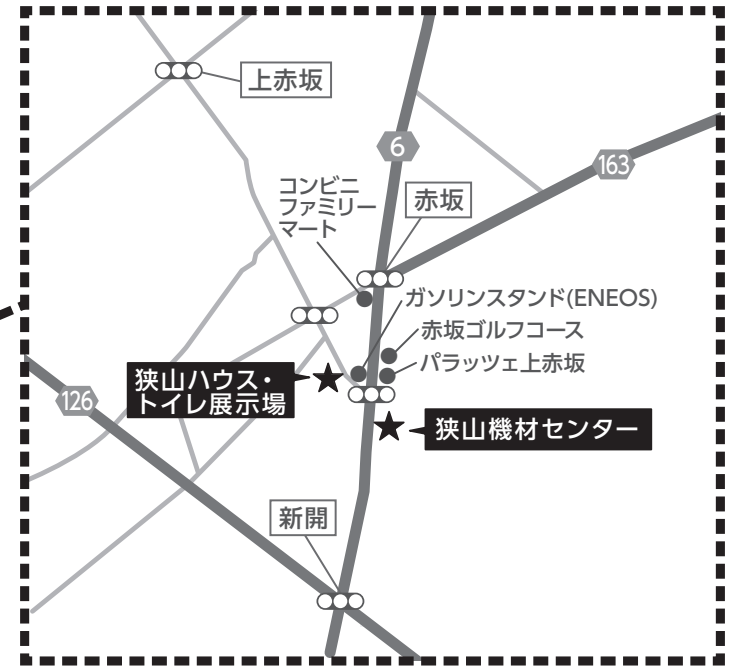 上赤坂
6
163
コンビニ
ファミリー
マート
赤坂
ガソリンスタンド(ENEOS)
赤坂ゴルフコース
パラッツェ上赤坂
狭山ハウス・
トイレ展示場
126
狭山機材センター
新開